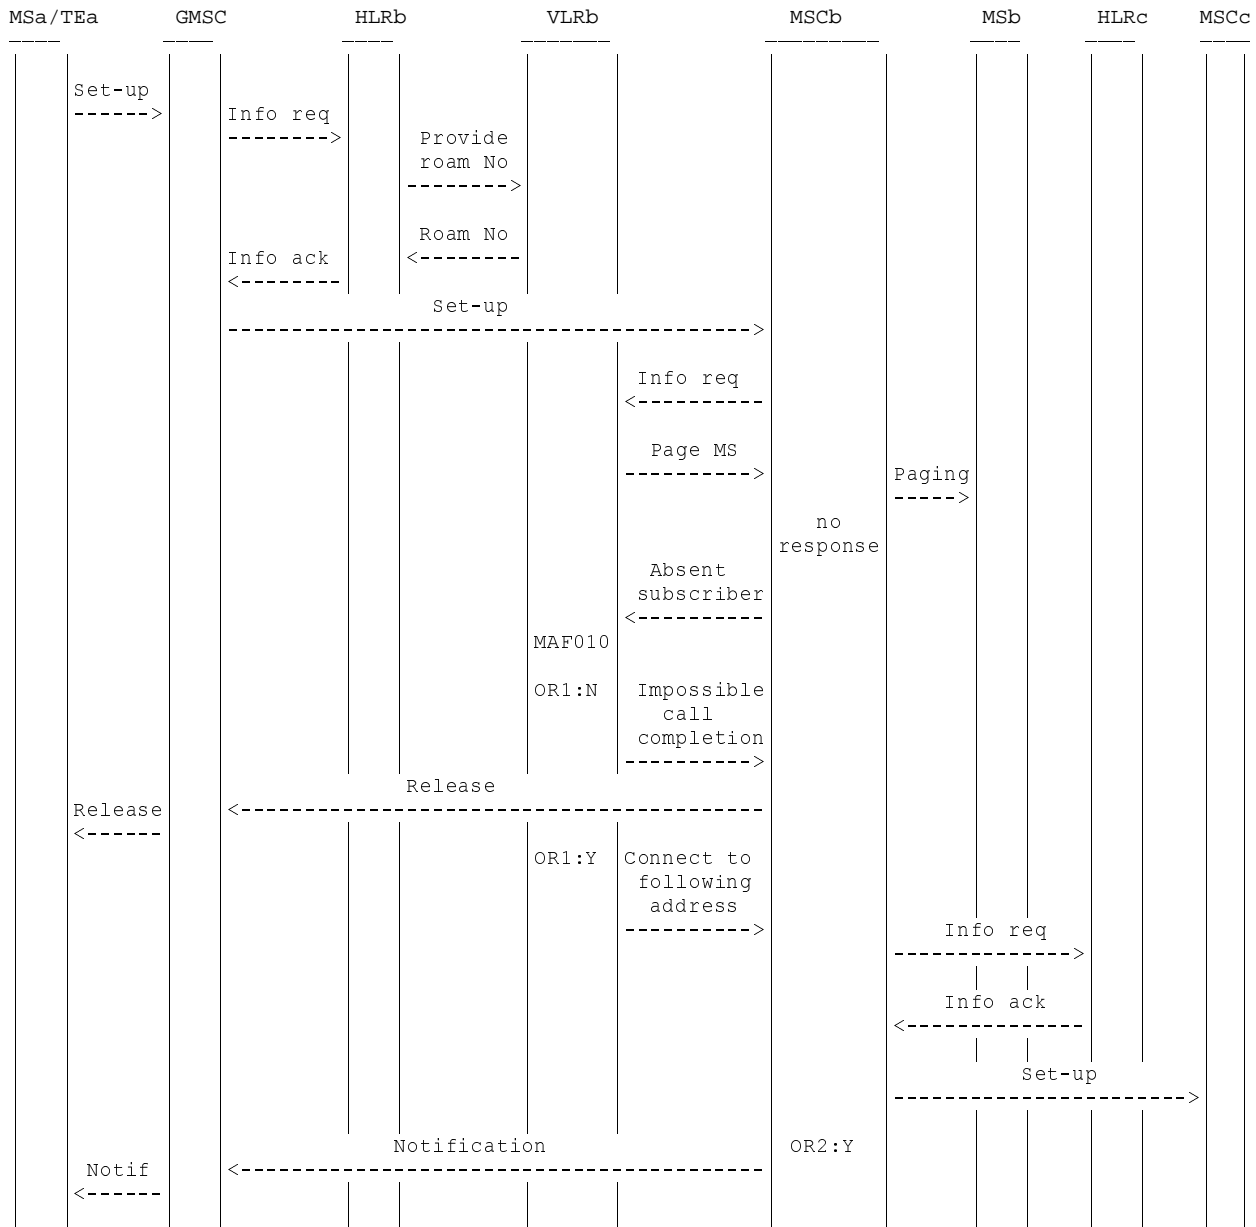 MSa/TEa GMSC HLRb VLRb MSCb MSb HLRc MSCc
Set-up
------>
Info req
-------->
Provide
roam No
-------->
Roam No
<--------
Info ack
<---------
Set-up
----------------------------------------->
Info req
<----------
Page MS
---------->
Paging
----->
no
response
Absent
subscriber
<----------
MAF010
OR1:N Impossible
call
completion
---------->
Release
<-----------------------------------------
Release
<------
OR1:Y Connect to
following
address
---------->
Info req
-------------->
Info ack
<--------------
Set-up
------------------------>
Notification OR2:Y
<-----------------------------------------
Notif
<------